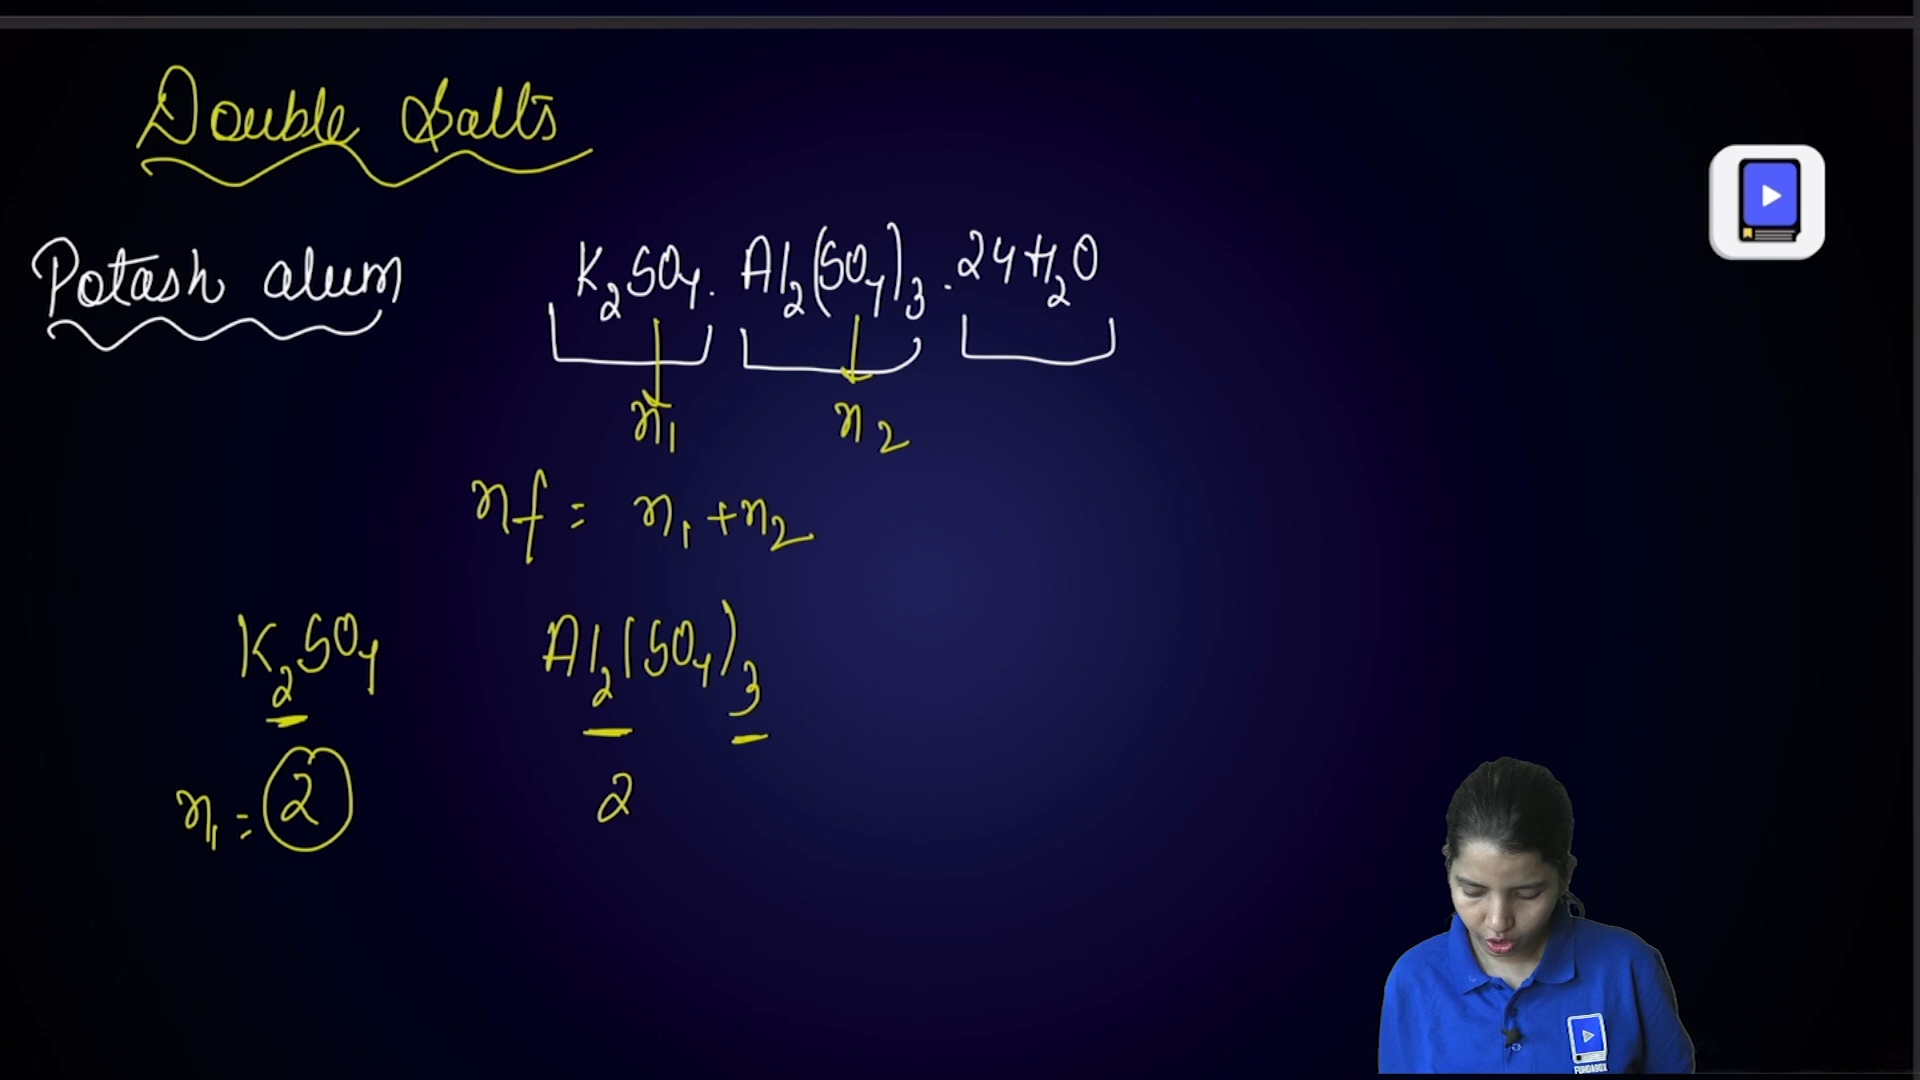 Double Salts
Potash alum K₂SO₄. Al₂(SO₄)₃. 24H₂O
n₁ n₂
nf = n₁ + n₂
K₂SO₄ Al₂(SO₄)₃
n₁ = 2 2
FUNDABOX